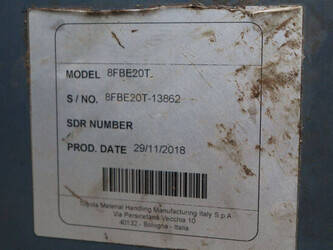 MODEL 8FBE20T
S / NO. 8FBE20T-13862
SDR NUMBER
PROD. DATE 29/11/2018
Toyota Material Handling Manufacturing Italy S.p.A
Via Persicetana Vecchia 10
40132 - Bologna - Italia